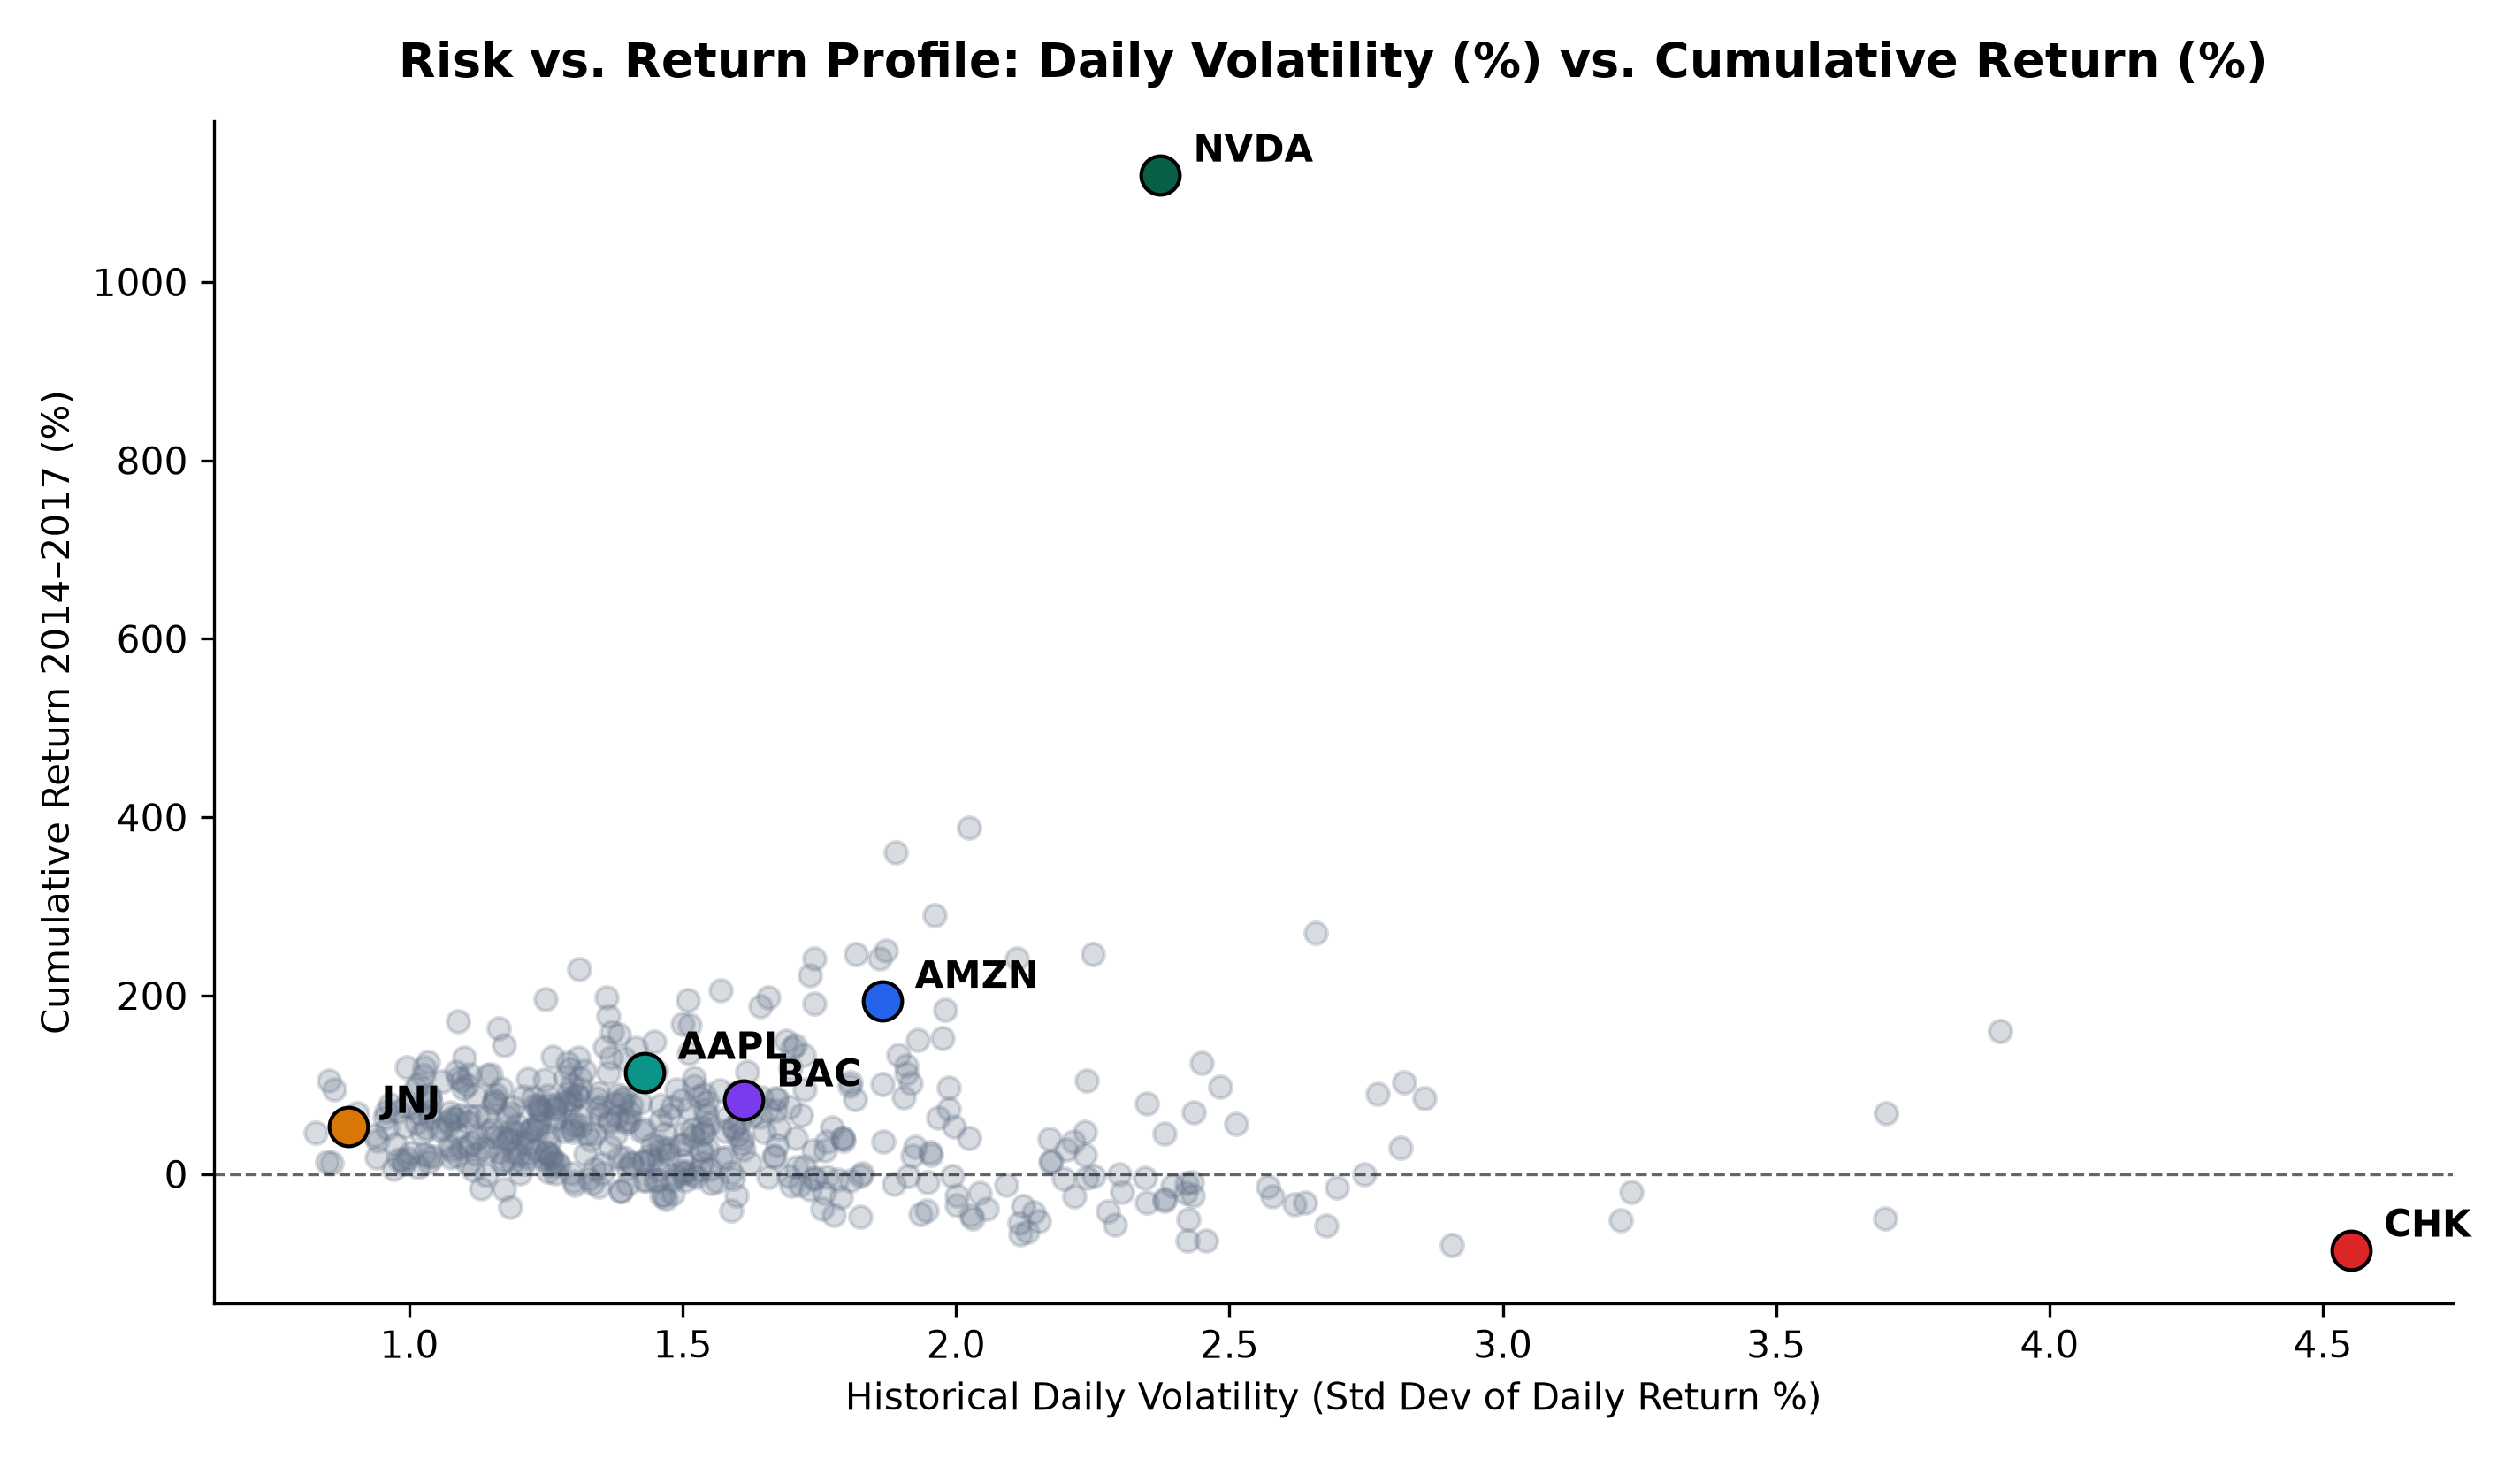 Risk vs. Return Profile: Daily Volatility (%) vs. Cumulative Return (%)
Cumulative Return 2014–2017 (%)
1000
800
600
400
200
0
NVDA
AMZN
AAPL
BAC
JNJ
CHK
1.0
1.5
2.0
2.5
3.0
3.5
4.0
4.5
Historical Daily Volatility (Std Dev of Daily Return %)